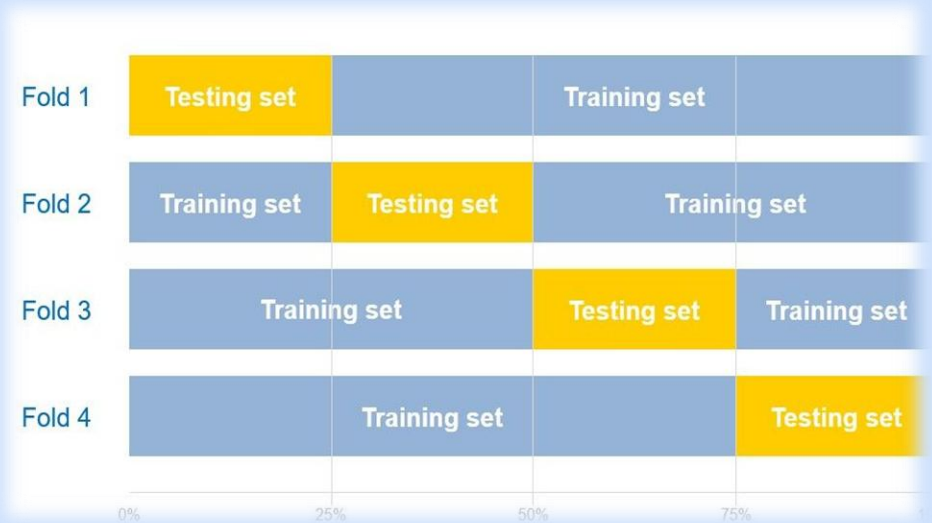 Fold 1 Testing set Training set
Fold 2 Training set Testing set Training set
Fold 3 Training set Testing set Training set
Fold 4 Training set Testing set
0% 25% 50% 75%